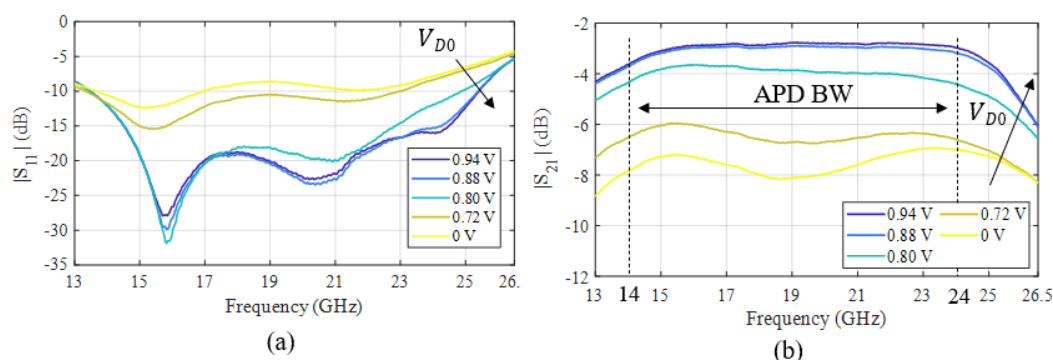 0
-5
-10
-15
-20
-25
-30
-35
|S11| (dB)
V_D0
0.94 V
0.88 V
0.80 V
0.72 V
0 V
13 15 17 19 21 23 25 26.
Frequency (GHz)
(a)
-2
-4
-6
-8
-10
-12
|S21| (dB)
APD BW
V_D0
0.94 V 0.72 V
0.88 V 0 V
0.80 V
13 14 15 17 19 21 23 24 25 26.5
Frequency (GHz)
(b)